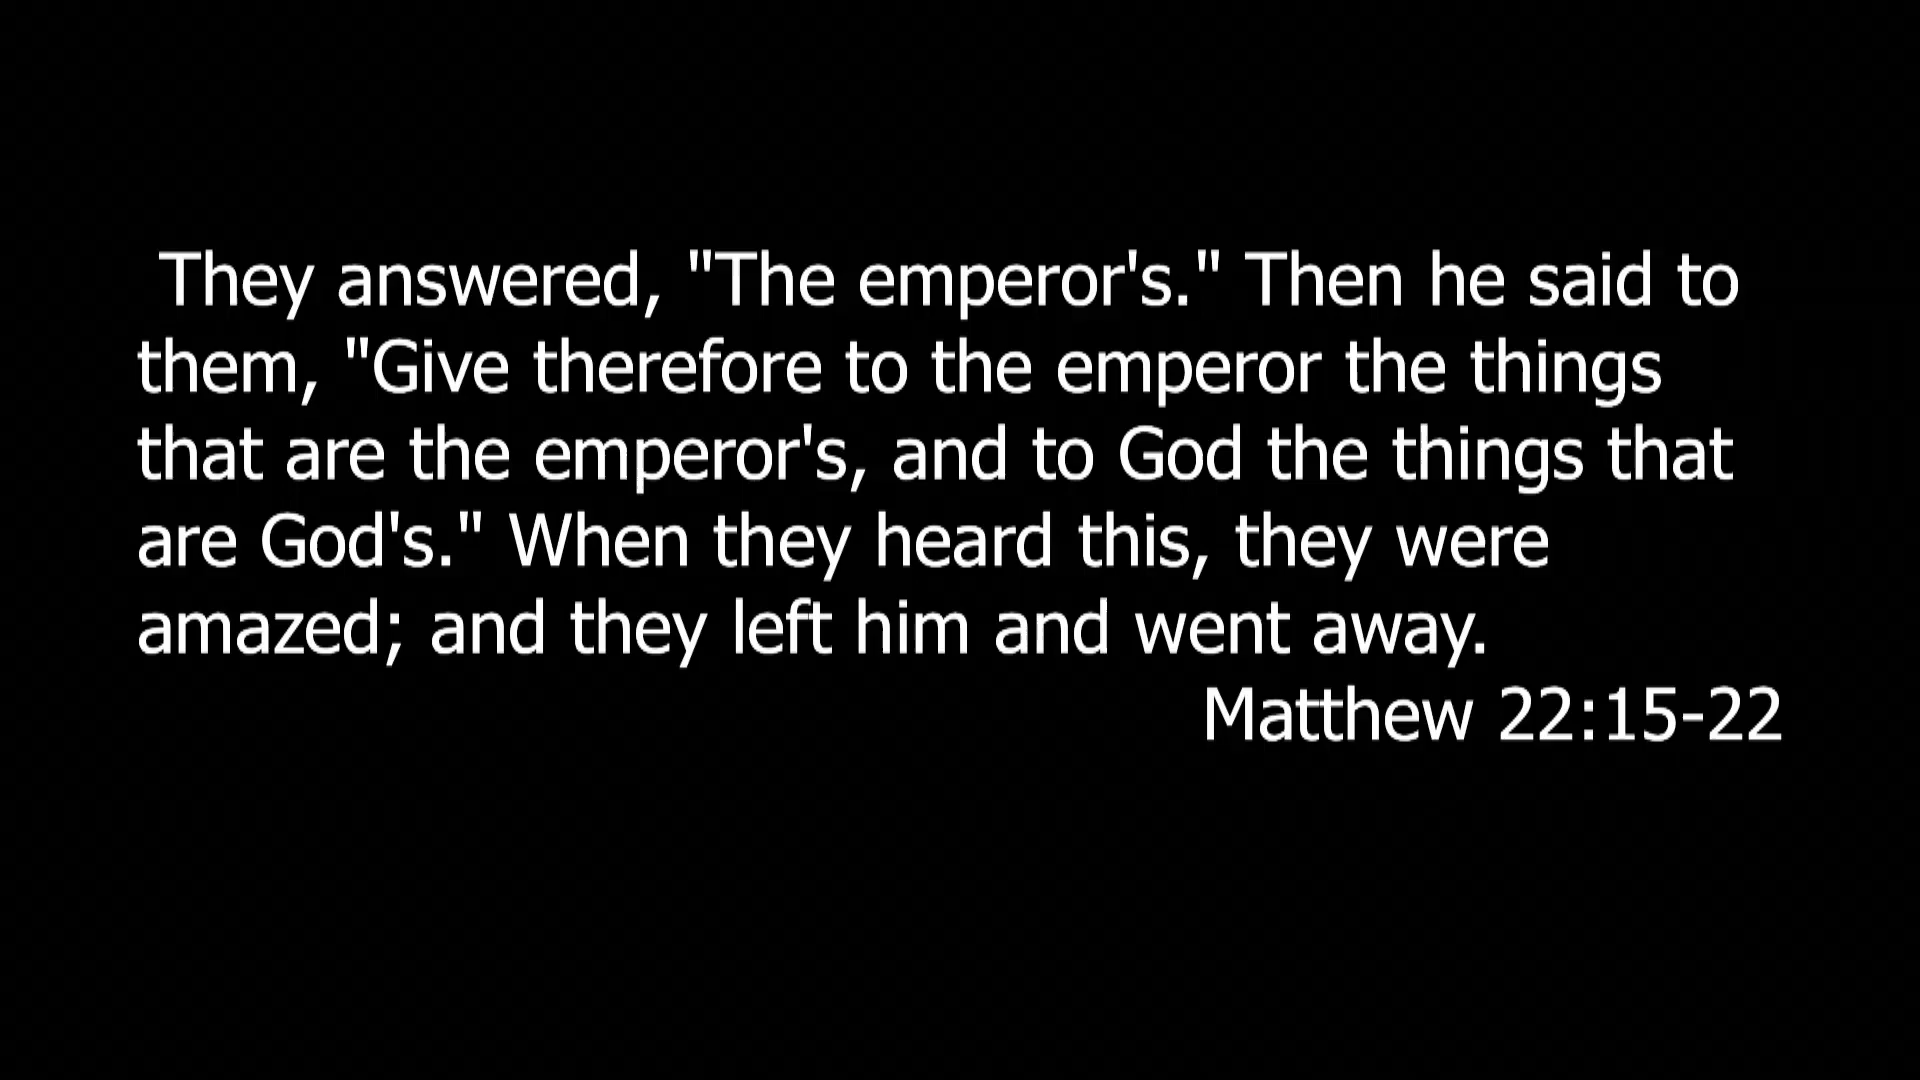 They answered, "The emperor's." Then he said to
them, "Give therefore to the emperor the things
that are the emperor's, and to God the things that
are God's." When they heard this, they were
amazed; and they left him and went away.
Matthew 22:15-22